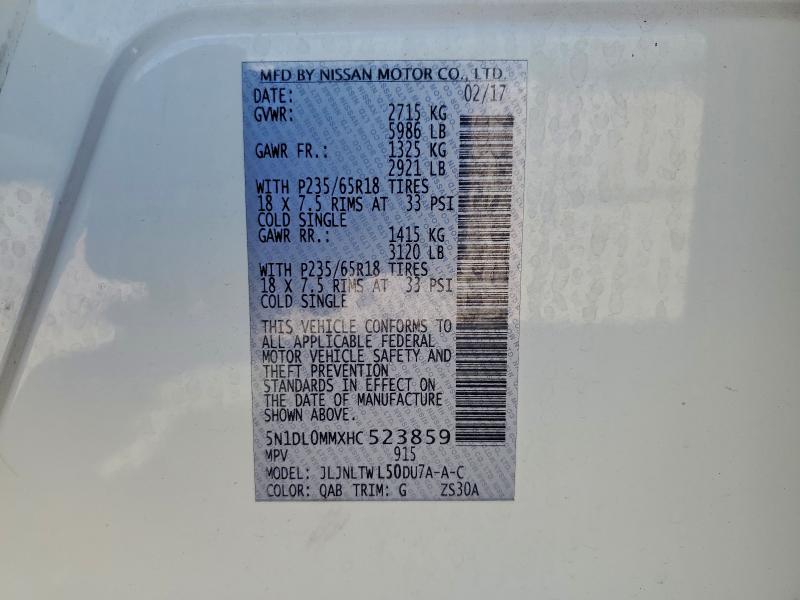 MFD BY NISSAN MOTOR CO., LTD.
DATE: 02/17
GVWR: 2715 KG
5986 LB
GAWR FR.: 1325 KG
2921 LB
WITH P235/65R18 TIRES
18 X 7.5 RIMS AT 33 PSI
COLD SINGLE
GAWR RR.: 1415 KG
3120 LB
WITH P235/65R18 TIRES
18 X 7.5 RIMS AT 33 PSI
COLD SINGLE
THIS VEHICLE CONFORMS TO
ALL APPLICABLE FEDERAL
MOTOR VEHICLE SAFETY AND
THEFT PREVENTION
STANDARDS IN EFFECT ON
THE DATE OF MANUFACTURE
SHOWN ABOVE.
5N1DL0MMXHC523859
MPV 915
MODEL: JLJNLTWL50DU7A-A-C
COLOR: QAB TRIM: G ZS30A